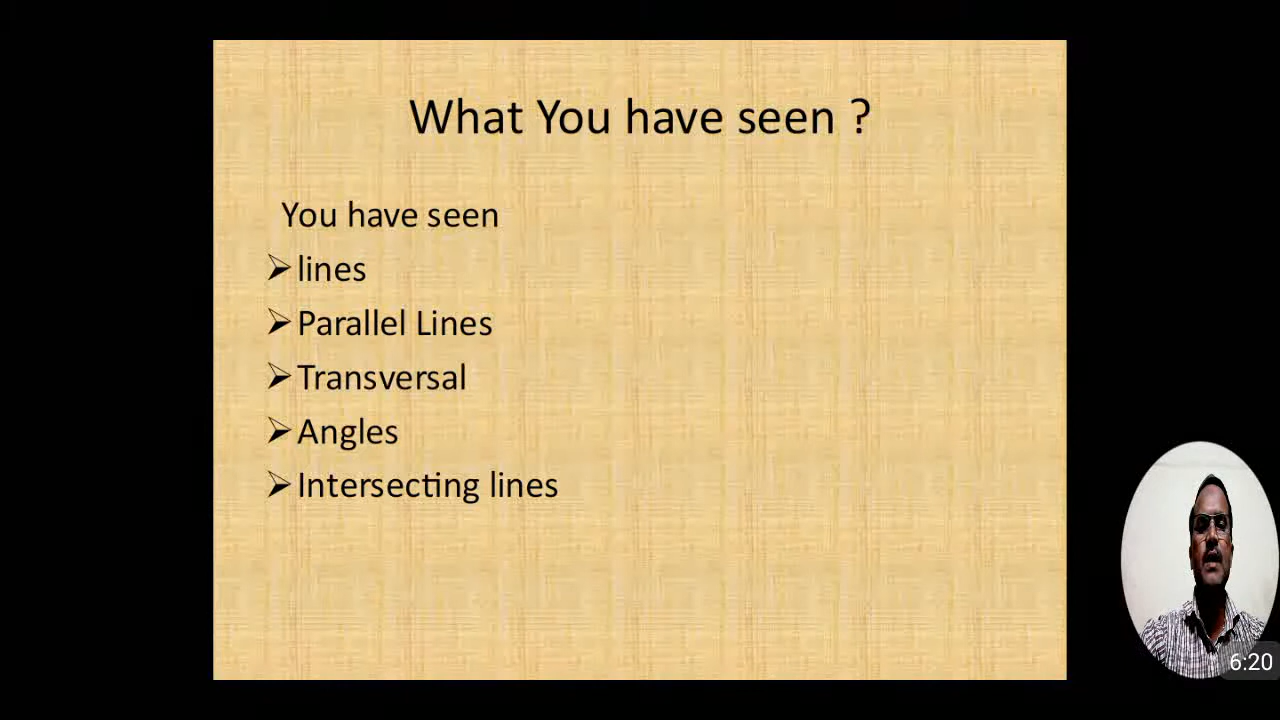 What You have seen ?
You have seen
lines
Parallel Lines
Transversal
Angles
Intersecting lines
6:20